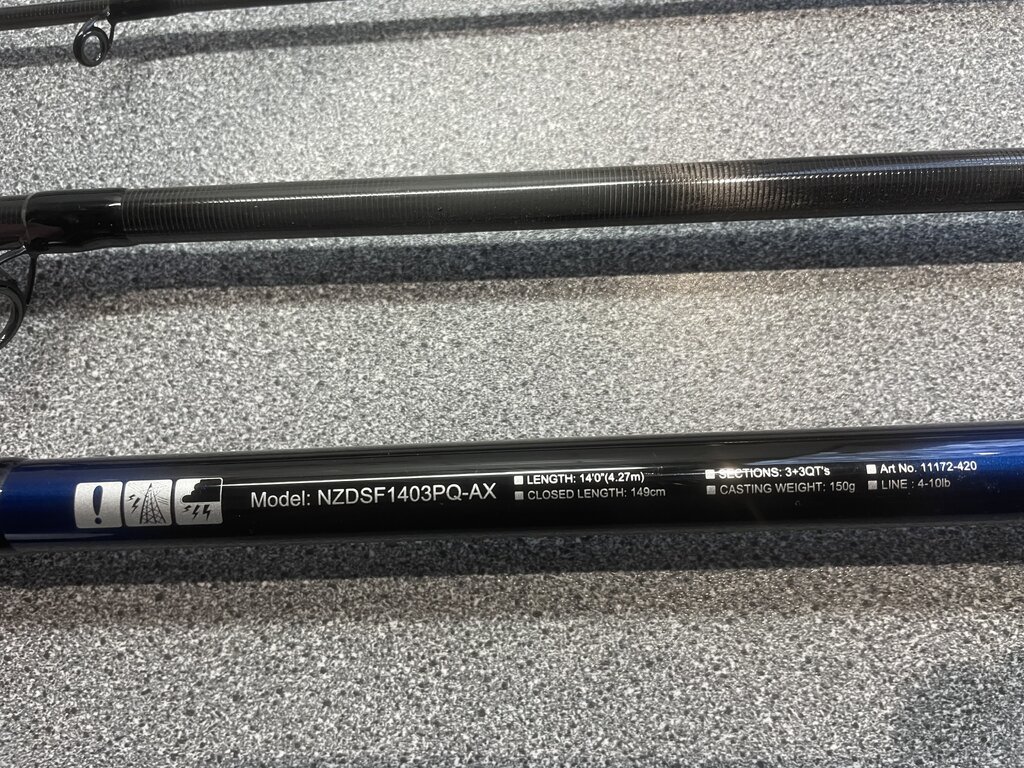 Model: NZDSF1403PQ-AX
LENGTH: 14'0"(4.27m)
CLOSED LENGTH: 149cm
SECTIONS: 3+3QT's
CASTING WEIGHT: 150g
Art No. 11172-420
LINE : 4-10lb